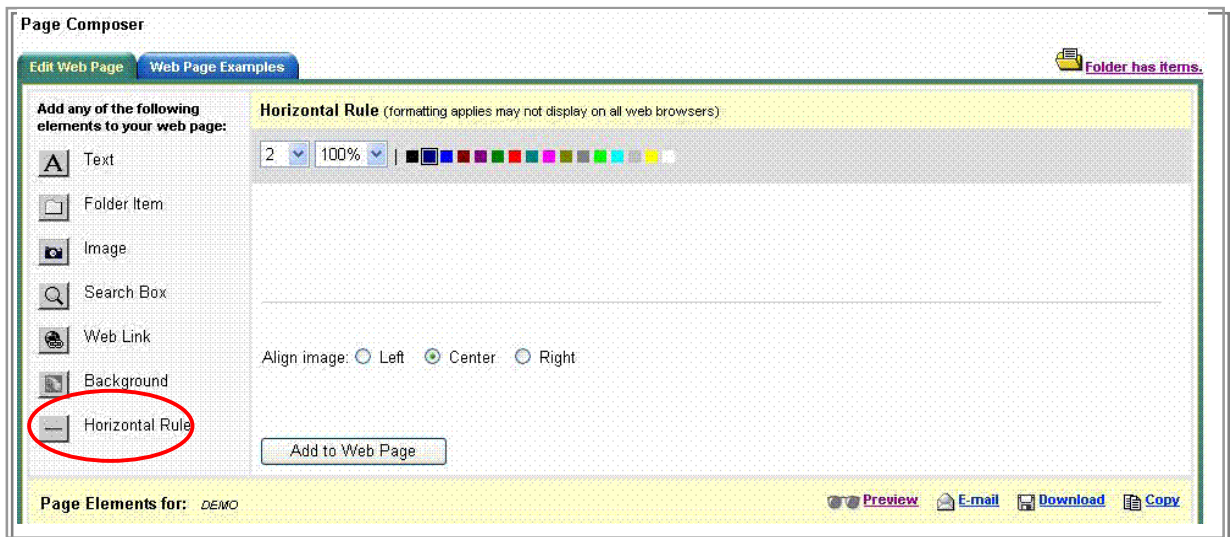 Page Composer
Edit Web Page
Web Page Examples
Folder has items.
Add any of the following
elements to your web page:
Text
Folder Item
Image
Search Box
Web Link
Background
Horizontal Rule
Horizontal Rule (formatting applies may not display on all web browsers)
2 100% |
Align image: Left Center Right
Add to Web Page
Page Elements for: DEMO
Preview E-mail Download Copy